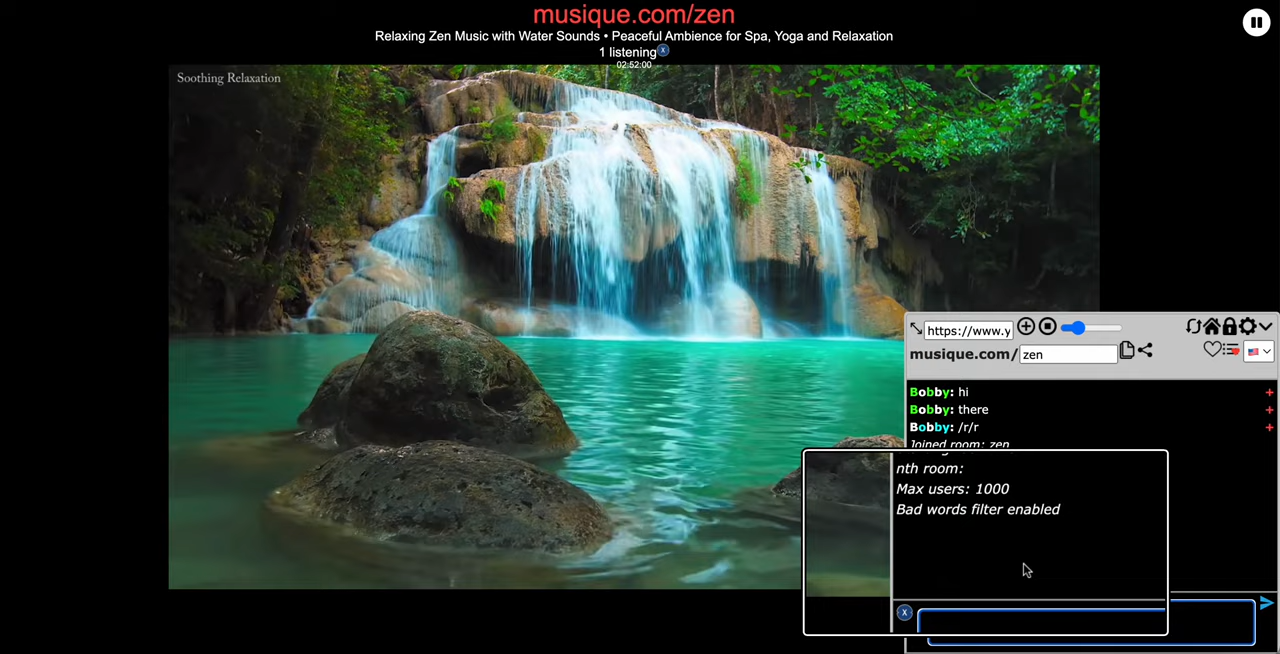 musique.com/zen
Relaxing Zen Music with Water Sounds • Peaceful Ambience for Spa, Yoga and Relaxation
1 listening x
02:52:00
Soothing Relaxation
https://www.y
musique.com/ zen
Bobby: hi +
Bobby: there +
Bobby: /r/r +
Joined room: zen
nth room:
Max users: 1000
Bad words filter enabled
x